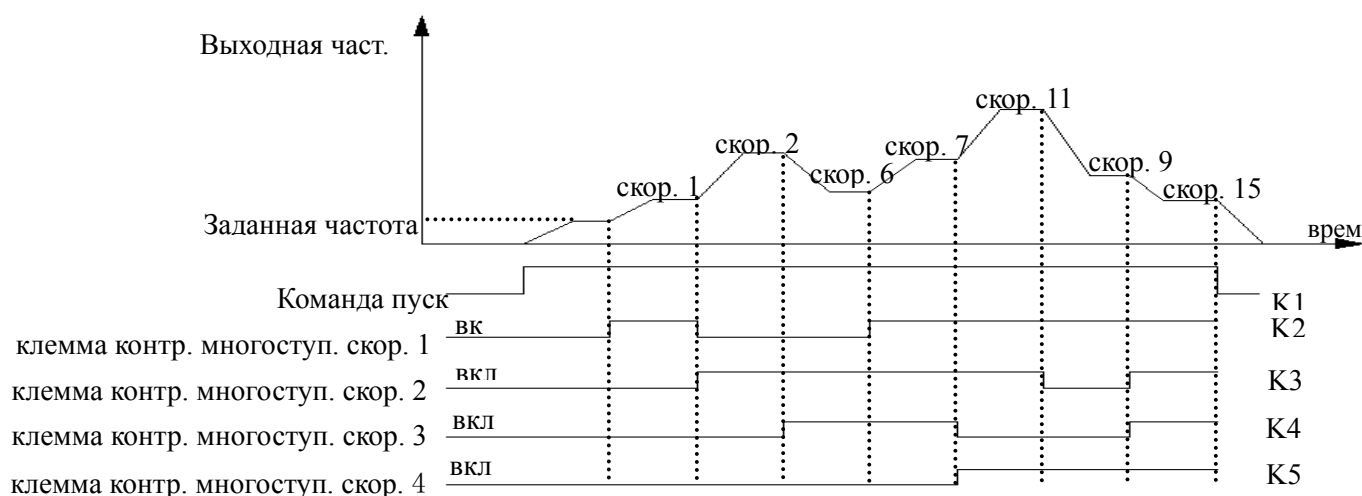 Выходная част.
скор. 11
скор. 2
скор. 7
скор. 9
скор. 6
скор. 1
скор. 15
Заданная частота
врем
Команда пуск
K1
вк
K2
клемма контр. многоступ. скор. 1
вкл
K3
клемма контр. многоступ. скор. 2
вкл
K4
клемма контр. многоступ. скор. 3
вкл
K5
клемма контр. многоступ. скор. 4